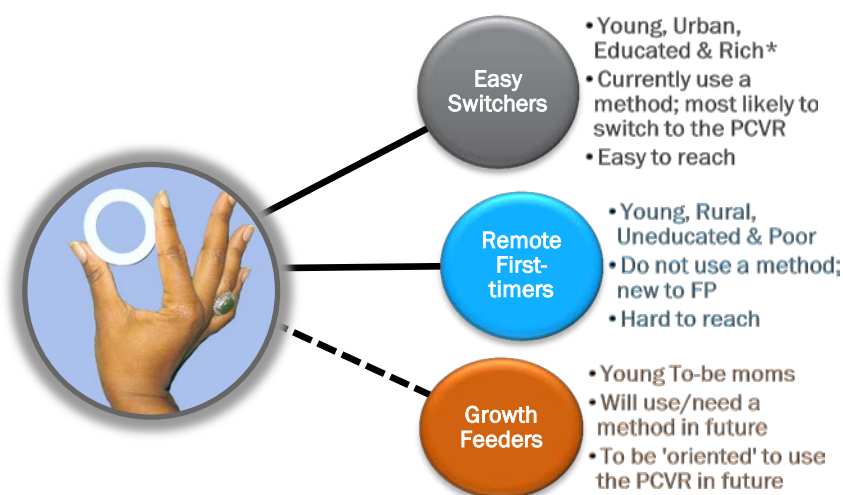 Easy
Switchers
• Young, Urban,
Educated & Rich*
• Currently use a
method; most likely to
switch to the PCVR
• Easy to reach
Remote
First-
timers
• Young, Rural,
Uneducated & Poor
• Do not use a method;
new to FP
• Hard to reach
Growth
Feeders
• Young To-be moms
• Will use/need a
method in future
• To be 'oriented' to use
the PCVR in future